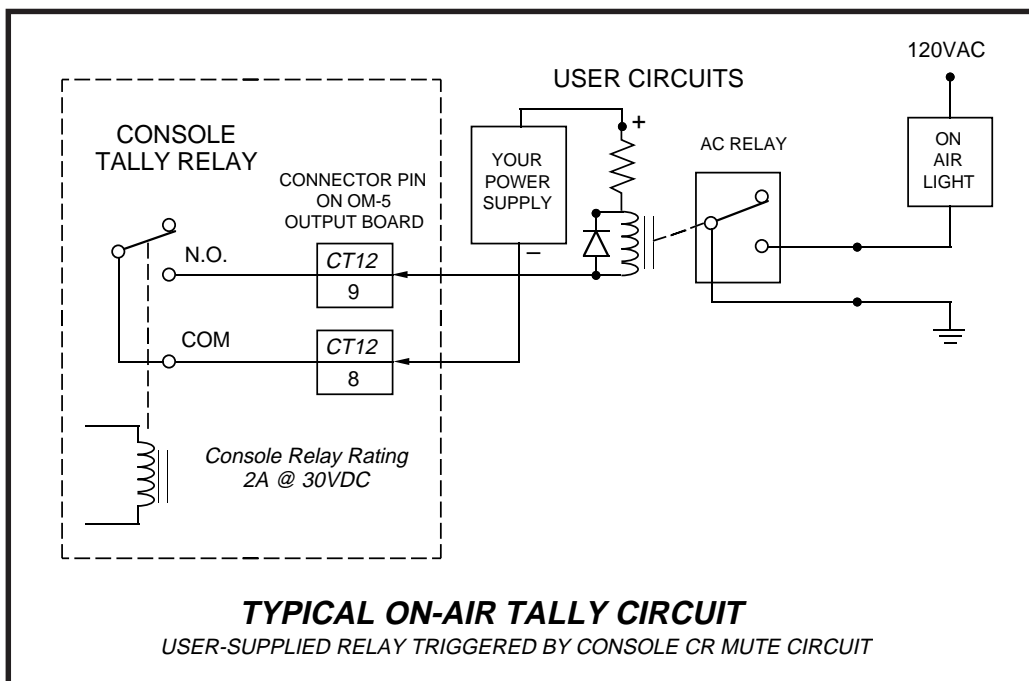 120VAC
USER CIRCUITS
CONSOLE
TALLY RELAY
CONNECTOR PIN
ON OM-5
OUTPUT BOARD
YOUR
POWER
SUPPLY
+
–
AC RELAY
ON
AIR
LIGHT
N.O.
CT12
9
COM
CT12
8
Console Relay Rating
2A @ 30VDC
TYPICAL ON-AIR TALLY CIRCUIT
USER-SUPPLIED RELAY TRIGGERED BY CONSOLE CR MUTE CIRCUIT